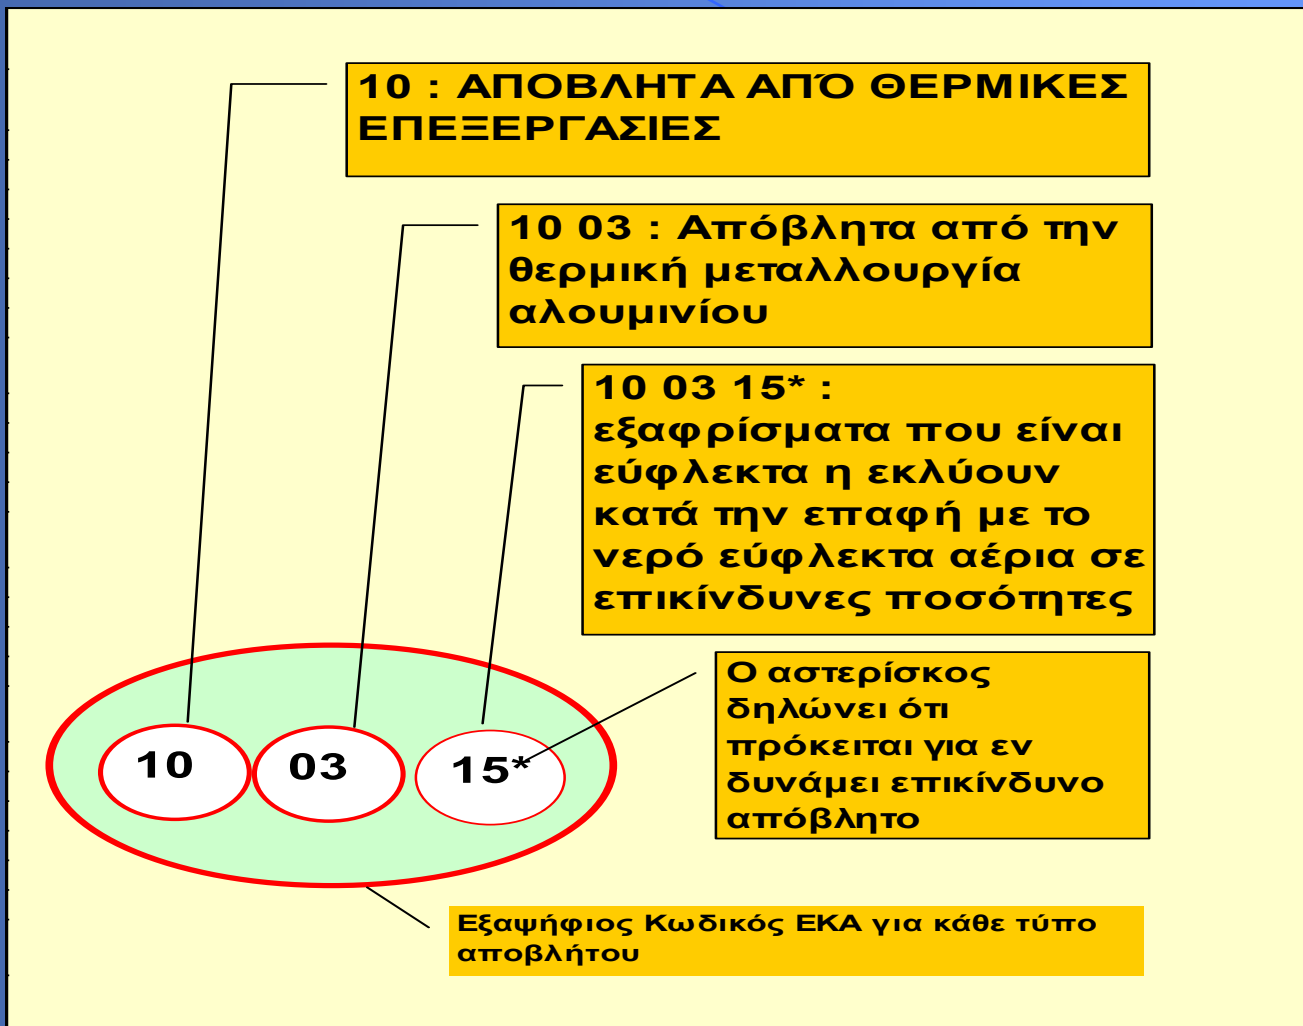 10 : ΑΠΟΒΛΗΤΑ ΑΠΌ ΘΕΡΜΙΚΕΣ
ΕΠΕΞΕΡΓΑΣΙΕΣ
10 03 : Απόβλητα από την
θερμική μεταλλουργία
αλουμινίου
10 03 15* :
εξαφρίσματα που είναι
εύφλεκτα η εκλύουν
κατά την επαφή με το
νερό εύφλεκτα αέρια σε
επικίνδυνες ποσότητες
Ο αστερίσκος
δηλώνει ότι
πρόκειται για εν
δυνάμει επικίνδυνο
απόβλητο
10 03 15*
Εξαψήφιος Κωδικός ΕΚΑ για κάθε τύπο
αποβλήτου